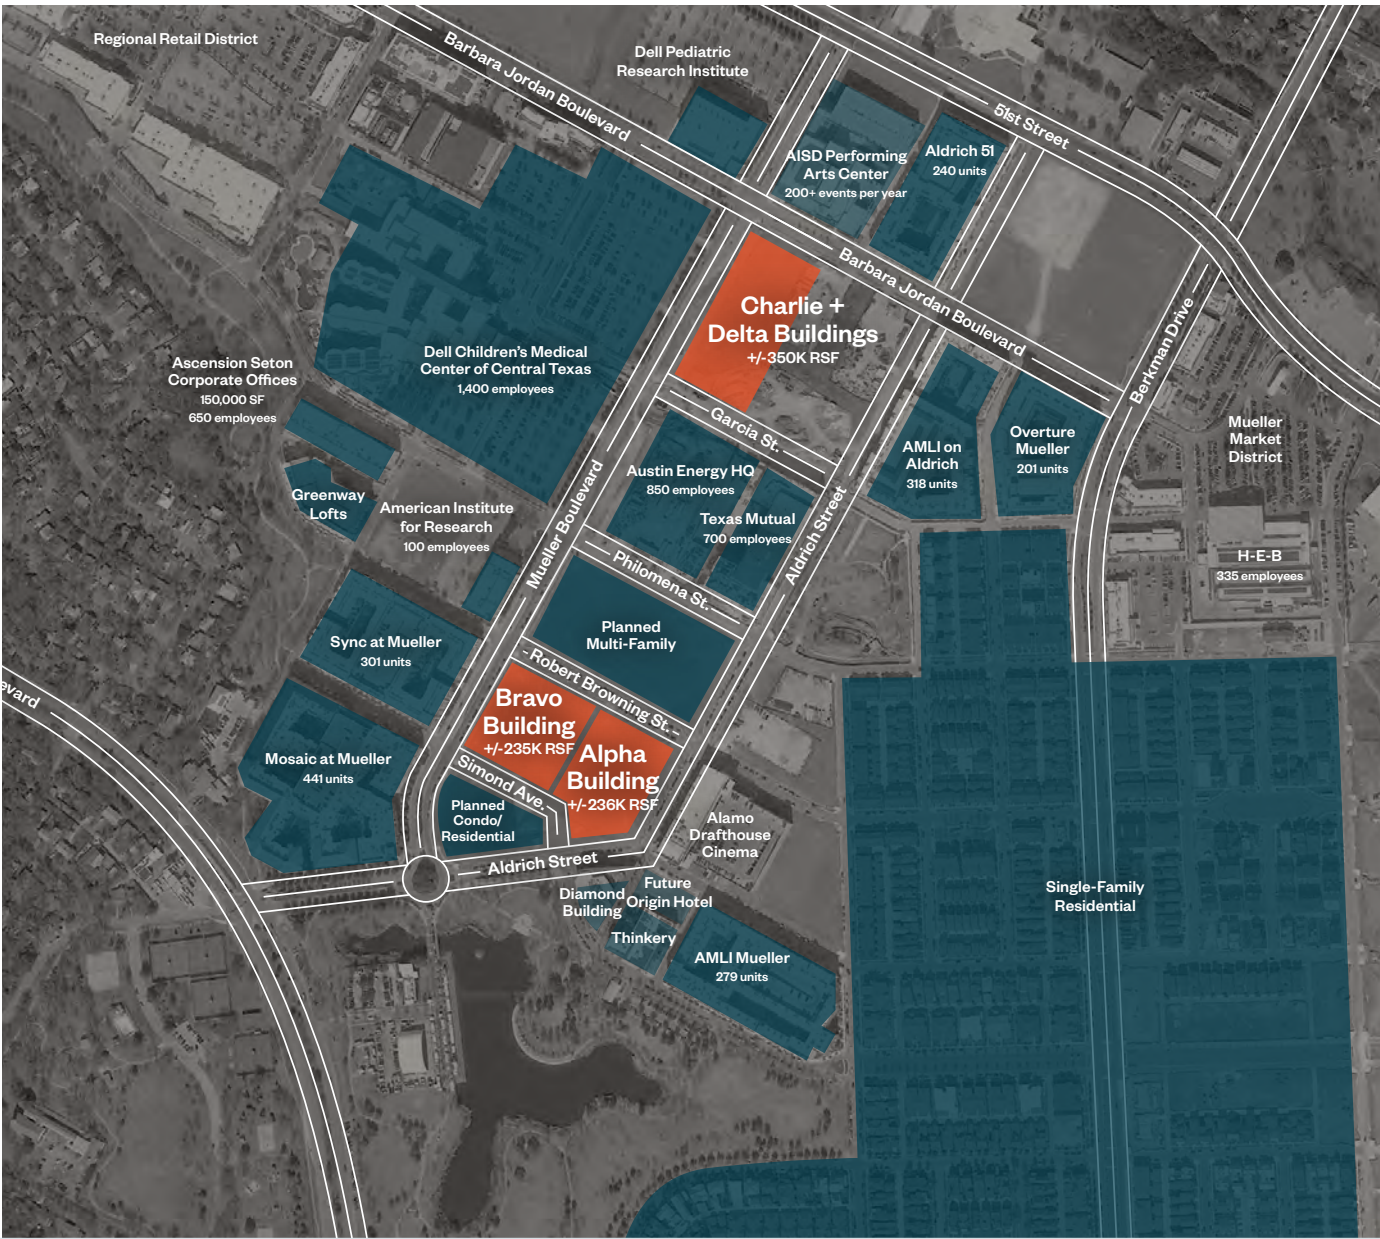 Regional Retail District
Barbara Jordan Boulevard
Dell Pediatric
Research Institute
51st Street
AISD Performing
Arts Center
200+ events per year
Aldrich 51
240 units
Barbara Jordan Boulevard
Charlie +
Delta Buildings
+/-350K RSF
Berkman Drive
Dell Children's Medical
Center of Central Texas
1,400 employees
Ascension Seton
Corporate Offices
150,000 SF
650 employees
Garcia St.
AMLI on
Aldrich
318 units
Overture
Mueller
201 units
Mueller
Market
District
Greenway
Lofts
American Institute
for Research
100 employees
Mueller Boulevard
Austin Energy HQ
850 employees
Texas Mutual
700 employees
Aldrich Street
H-E-B
335 employees
Philomena St.
Planned
Multi-Family
Sync at Mueller
301 units
Robert Browning St.
evard
Bravo
Building
+/-235K RSF
Alpha
Building
+/-236K RSF
Mosaic at Mueller
441 units
Simond Ave.
Planned
Condo/
Residential
Alamo
Drafthouse
Cinema
Aldrich Street
Diamond
Building
Future
Origin Hotel
Thinkery
AMLI Mueller
279 units
Single-Family
Residential